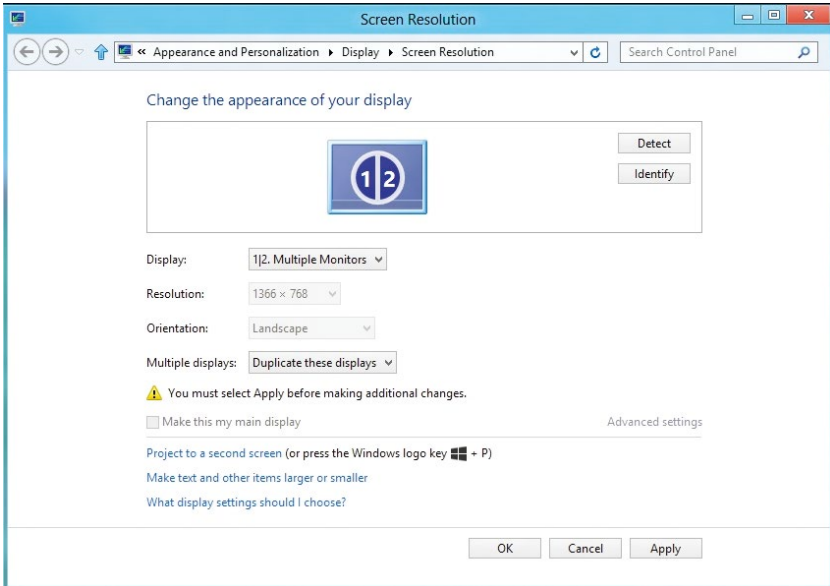 Screen Resolution
« Appearance and Personalization Display Screen Resolution Search Control Panel
Change the appearance of your display
1 2
Detect
Identify
Display: 1|2. Multiple Monitors
Resolution: 1366 × 768
Orientation: Landscape
Multiple displays: Duplicate these displays
You must select Apply before making additional changes.
Make this my main display Advanced settings
Project to a second screen (or press the Windows logo key + P)
Make text and other items larger or smaller
What display settings should I choose?
OK Cancel Apply